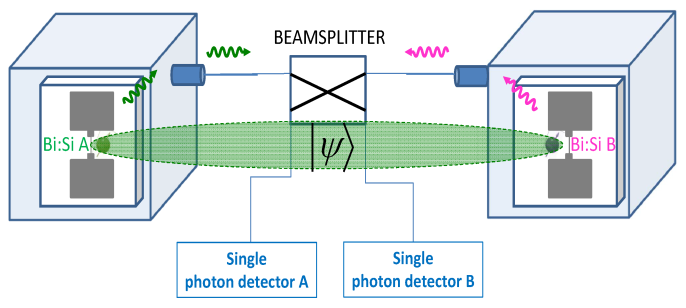 BEAMSPLITTER
Bi:Si A
|ψ⟩
Bi:Si B
Single
photon detector A
Single
photon detector B